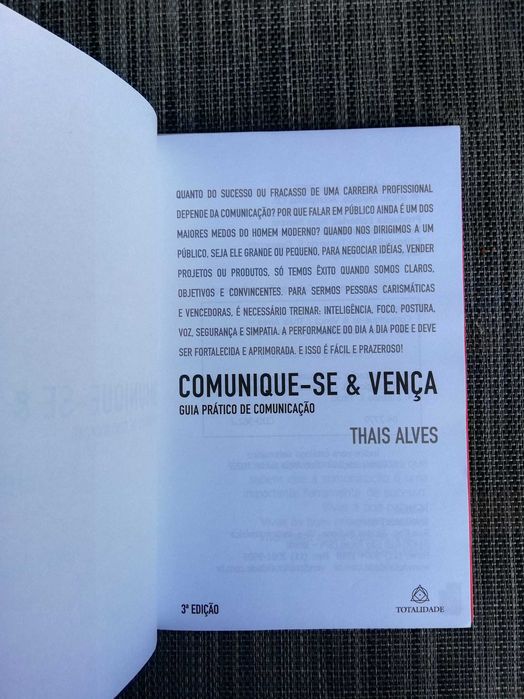 QUANTO DO SUCESSO OU FRACASSO DE UMA CARREIRA PROFISSIONAL
DEPENDE DA COMUNICAÇÃO? POR QUE FALAR EM PÚBLICO AINDA É UM DOS
MAIORES MEDOS DO HOMEM MODERNO? QUANDO NOS DIRIGIMOS A UM
PÚBLICO, SEJA ELE GRANDE OU PEQUENO, PARA NEGOCIAR IDÉIAS, VENDER
PROJETOS OU PRODUTOS, SÓ TEMOS ÊXITO QUANDO SOMOS CLAROS,
OBJETIVOS E CONVINCENTES. PARA SERMOS PESSOAS CARISMÁTICAS
E VENCEDORAS, É NECESSÁRIO TREINAR: INTELIGÊNCIA, FOCO, POSTURA,
VOZ, SEGURANÇA E SIMPATIA. A PERFORMANCE DO DIA A DIA PODE E DEVE
SER FORTALECIDA E APRIMORADA. E ISSO É FÁCIL E PRAZEROSO!
COMUNIQUE-SE & VENÇA
GUIA PRÁTICO DE COMUNICAÇÃO
THAIS ALVES
3ª EDIÇÃO
TOTALIDADE